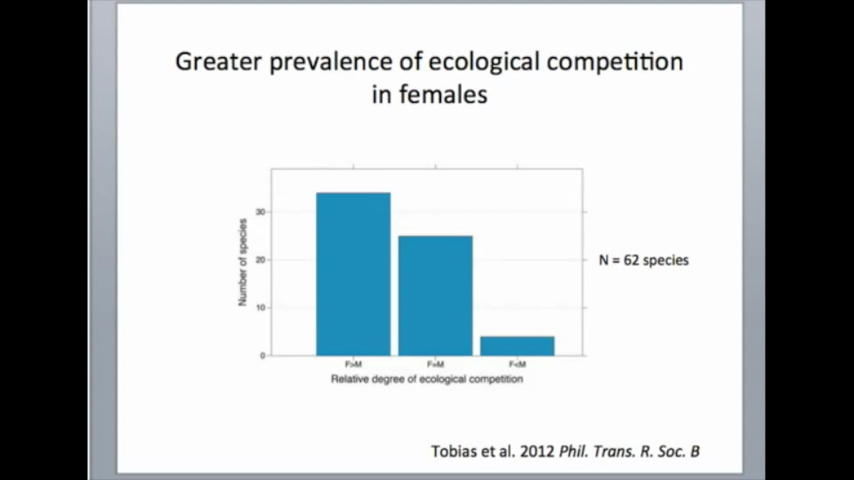 Greater prevalence of ecological competition
in females
Number of species
30
20
10
0
F>M
F=M
F<M
Relative degree of ecological competition
N = 62 species
Tobias et al. 2012 Phil. Trans. R. Soc. B